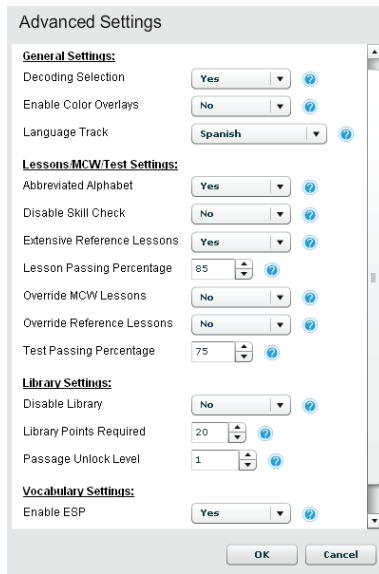 Advanced Settings
General Settings:
Decoding Selection Yes
Enable Color Overlays No
Language Track Spanish
Lessons/MCW/Test Settings:
Abbreviated Alphabet Yes
Disable Skill Check No
Extensive Reference Lessons Yes
Lesson Passing Percentage 85
Override MCW Lessons No
Override Reference Lessons No
Test Passing Percentage 75
Library Settings:
Disable Library No
Library Points Required 20
Passage Unlock Level 1
Vocabulary Settings:
Enable ESP Yes
OK Cancel